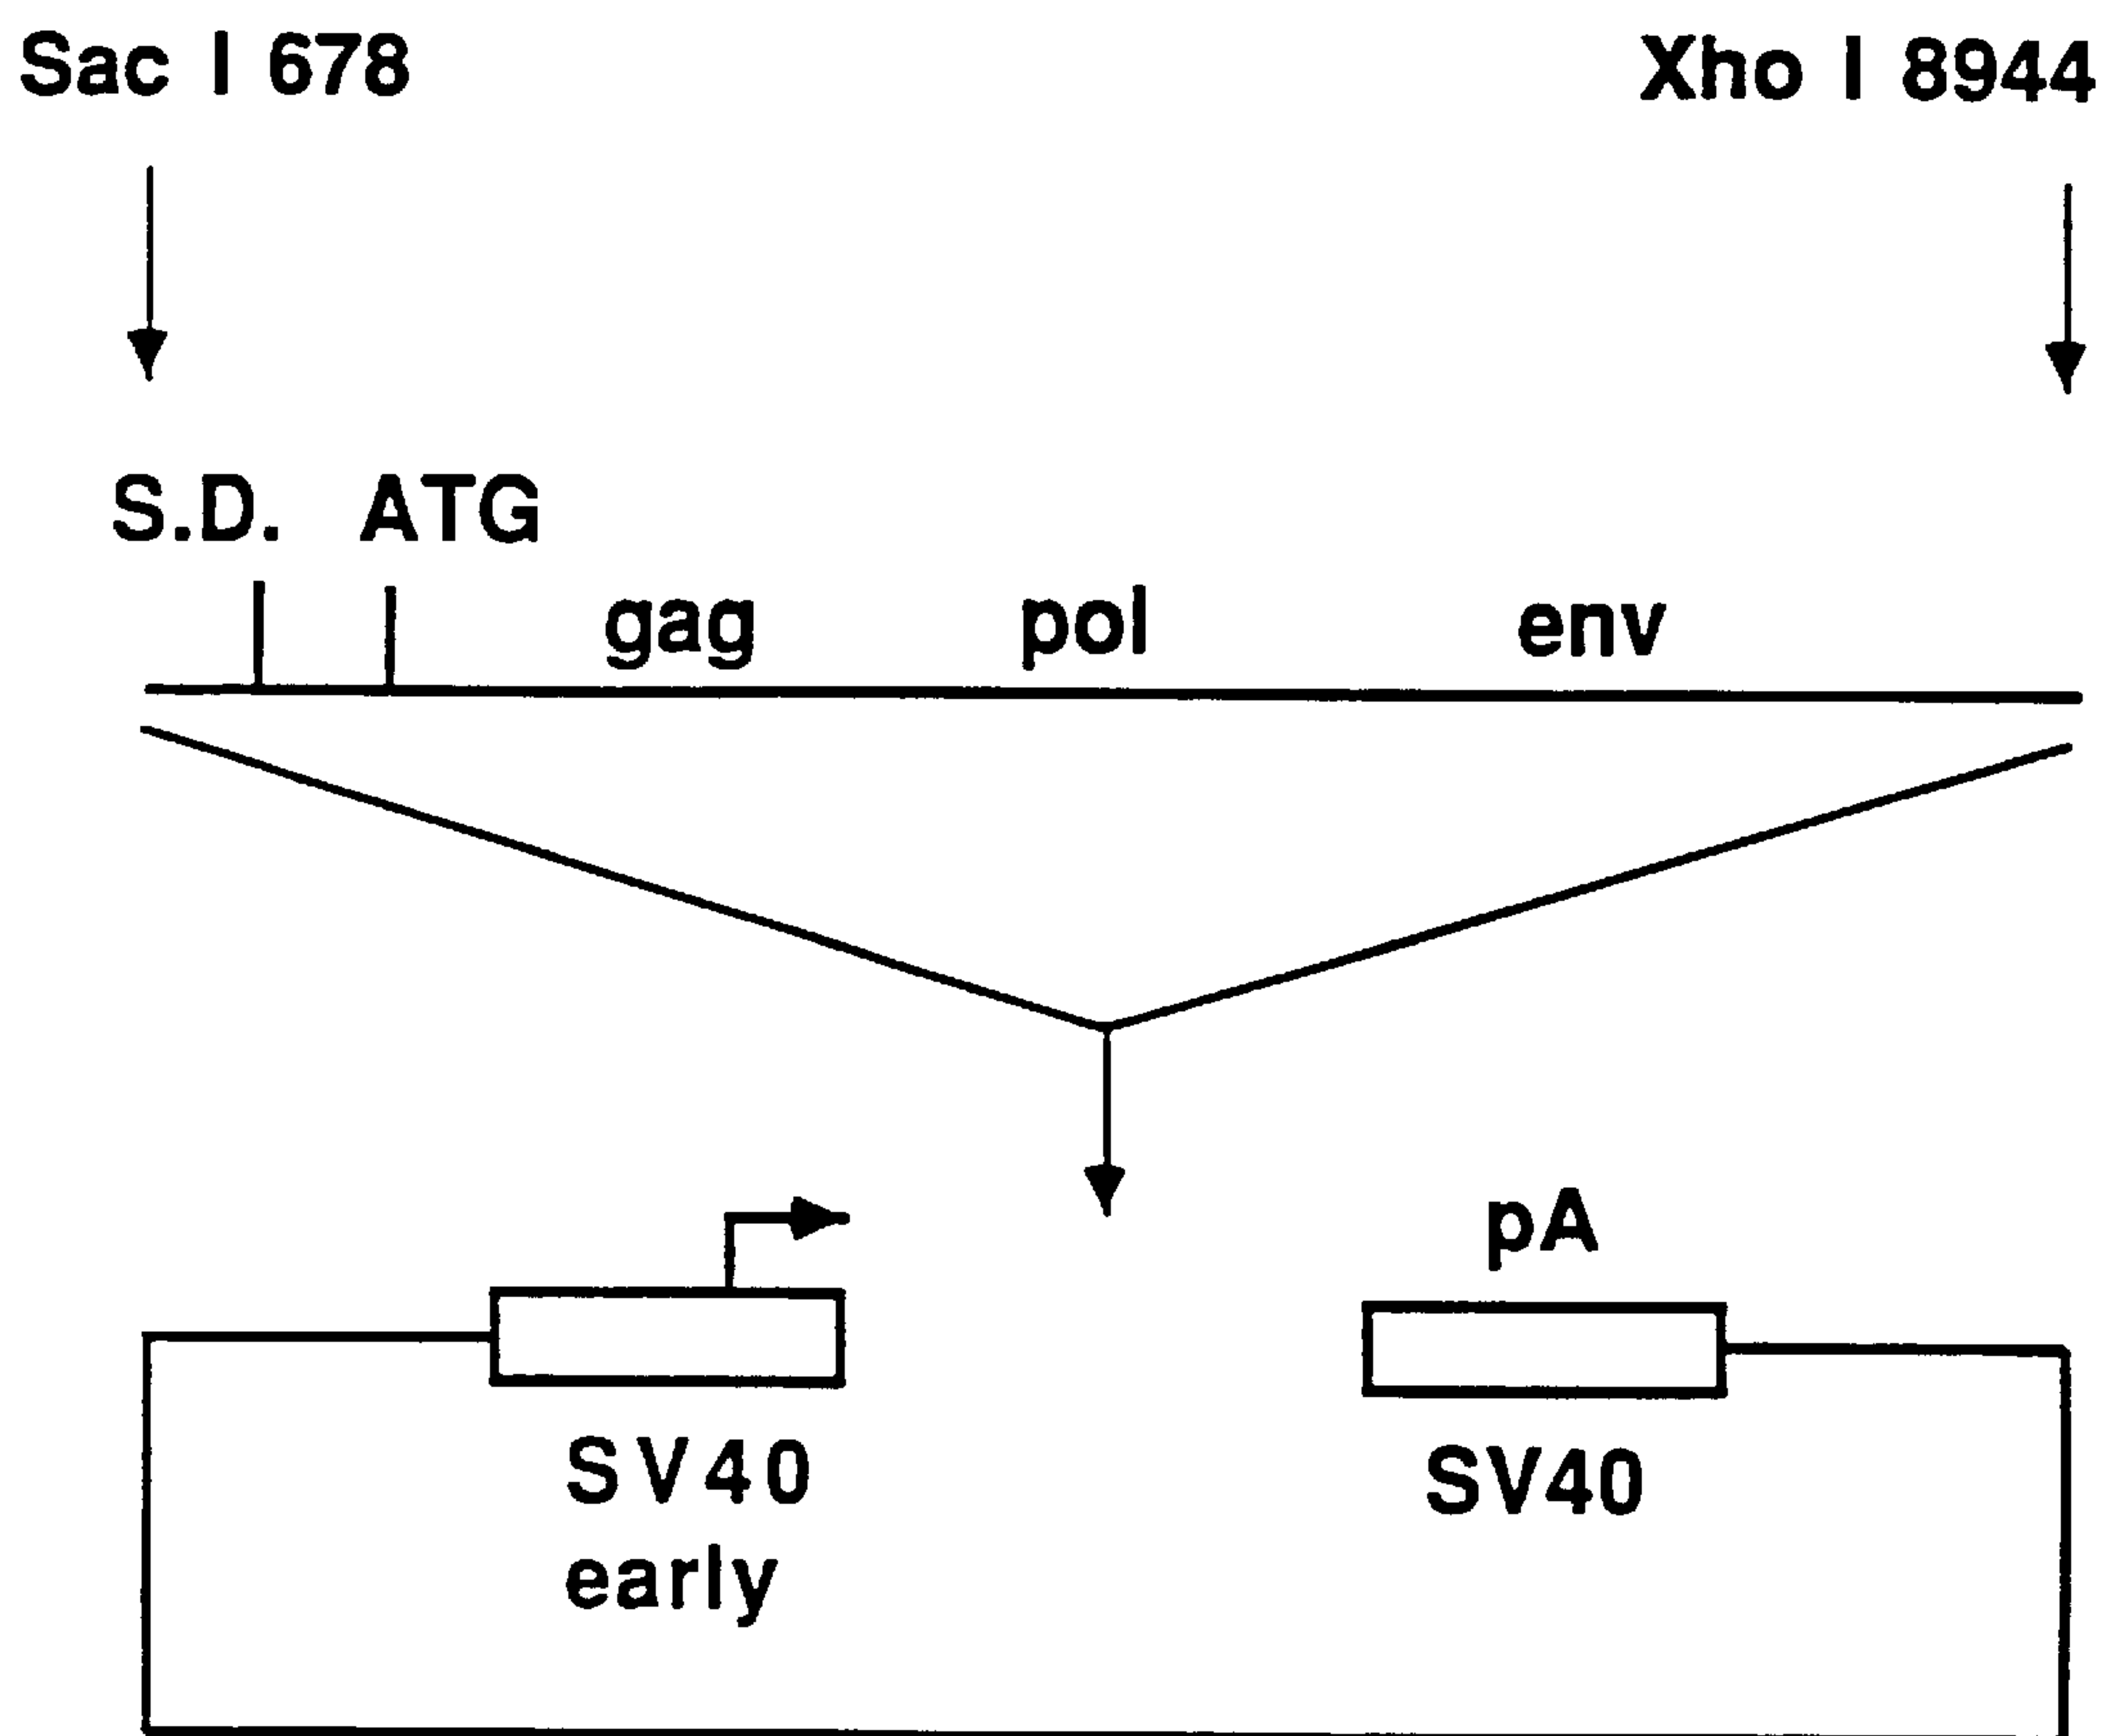 Sac I 678
Xho I 8944
S.D. ATG
gag pol env
pA
SV40 early
SV40